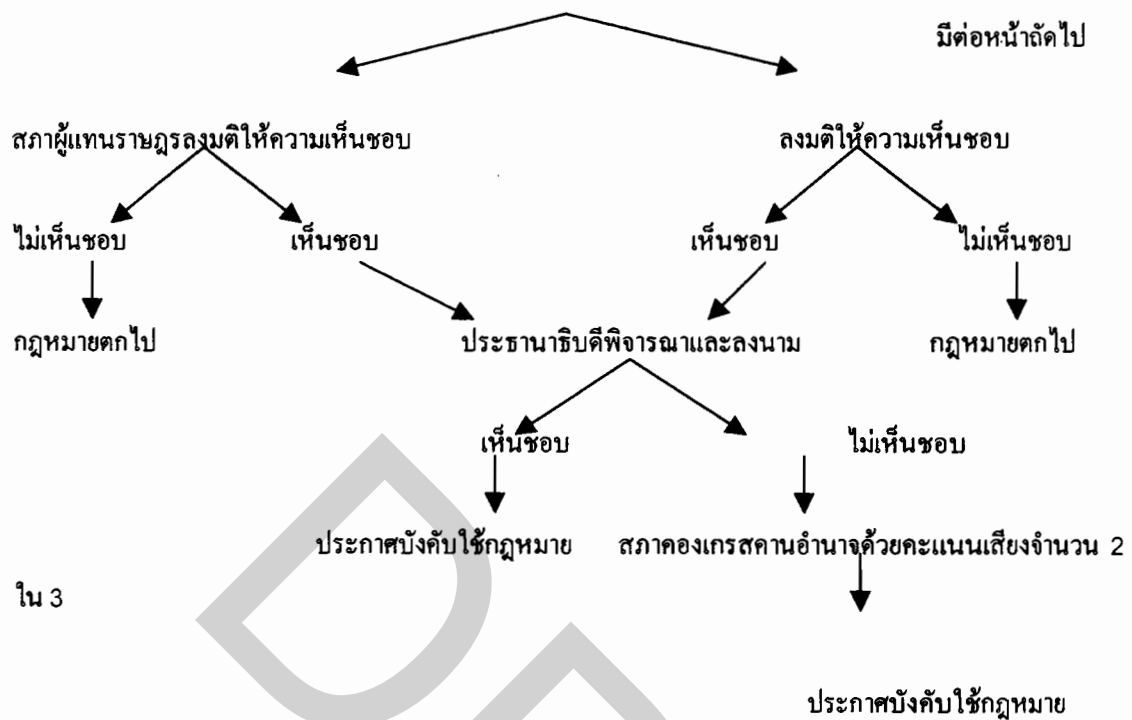 มีต่อหน้าถัดไป
สภาผู้แทนราษฎรลงมติให้ความเห็นชอบ ลงมติให้ความเห็นชอบ
ไม่เห็นชอบ เห็นชอบ เห็นชอบ ไม่เห็นชอบ
กฎหมายตกไป ประธานาธิบดีพิจารณาและลงนาม กฎหมายตกไป
เห็นชอบ ไม่เห็นชอบ
ประกาศบังคับใช้กฎหมาย สภาคองเกรสคานอำนาจด้วยคะแนนเสียงจำนวน 2
ใน 3
ประกาศบังคับใช้กฎหมาย